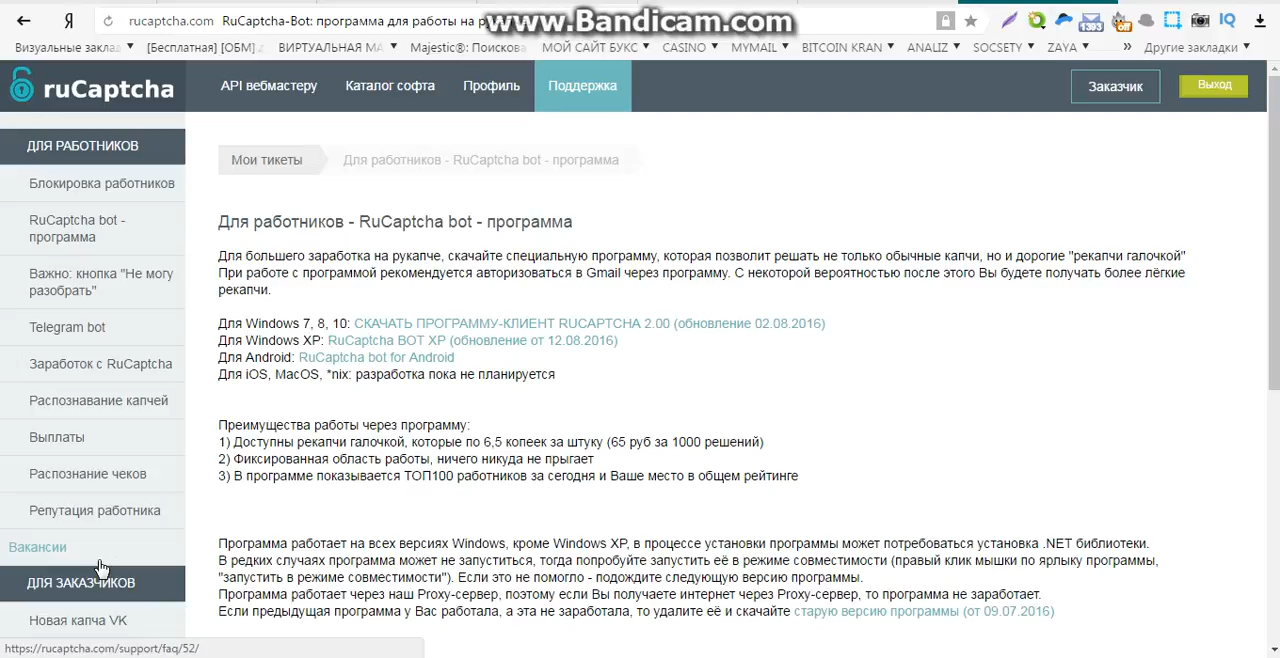 Я rucaptcha.com RuCaptcha-Bot: программа для работы на р
www.Bandicam.com
1393 off IQ
Визуальные заклад [Бесплатная] [ОБМ] ВИРТУАЛЬНАЯ МА Majestic®: Поискова МОЙ САЙТ БУКС CASINO MYMAIL BITCOIN KRAN ANALIZ SOCSETY ZAYA » Другие закладки
ruCaptcha
API вебмастеру Каталог софта Профиль Поддержка Заказчик Выход
ДЛЯ РАБОТНИКОВ
Блокировка работников
RuCaptcha bot -
программа
Важно: кнопка "Не могу
разобрать"
Telegram bot
Заработок с RuCaptcha
Распознавание капчей
Выплаты
Распознание чеков
Репутация работника
Вакансии
ДЛЯ ЗАКАЗЧИКОВ
Новая капча VK
Мои тикеты Для работников - RuCaptcha bot - программа
Для работников - RuCaptcha bot - программа
Для большего заработка на рукапче, скачайте специальную программу, которая позволит решать не только обычные капчи, но и дорогие "рекапчи галочкой"
При работе с программой рекомендуется авторизоваться в Gmail через программу. С некоторой вероятностью после этого Вы будете получать более лёгкие
рекапчи.
Для Windows 7, 8, 10: СКАЧАТЬ ПРОГРАММУ-КЛИЕНТ RUCAPTCHA 2.00 (обновление 02.08.2016)
Для Windows XP: RuCaptcha BOT XP (обновление от 12.08.2016)
Для Android: RuCaptcha bot for Android
Для iOS, MacOS, *nix: разработка пока не планируется
Преимущества работы через программу:
1) Доступны рекапчи галочкой, которые по 6,5 копеек за штуку (65 руб за 1000 решений)
2) Фиксированная область работы, ничего никуда не прыгает
3) В программе показывается ТОП100 работников за сегодня и Ваше место в общем рейтинге
Программа работает на всех версиях Windows, кроме Windows XP, в процессе установки программы может потребоваться установка .NET библиотеки.
В редких случаях программа может не запуститься, тогда попробуйте запустить её в режиме совместимости (правый клик мышки по ярлыку программы,
"запустить в режиме совместимости"). Если это не помогло - подождите следующую версию программы.
Программа работает через наш Proxy-сервер, поэтому если Вы получаете интернет через Proxy-сервер, то программа не заработает.
Если предыдущая программа у Вас работала, а эта не заработала, то удалите её и скачайте старую версию программы (от 09.07.2016)
https://rucaptcha.com/support/faq/52/